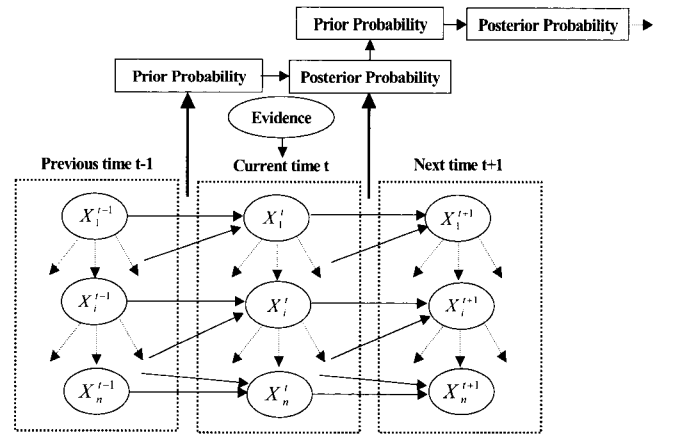 Prior Probability
Posterior Probability
Prior Probability
Posterior Probability
Evidence
Previous time t-1
Current time t
Next time t+1
X_1^{t-1}
X_1^t
X_1^{t+1}
X_i^{t-1}
X_i^t
X_i^{t+1}
X_n^{t-1}
X_n^t
X_n^{t+1}